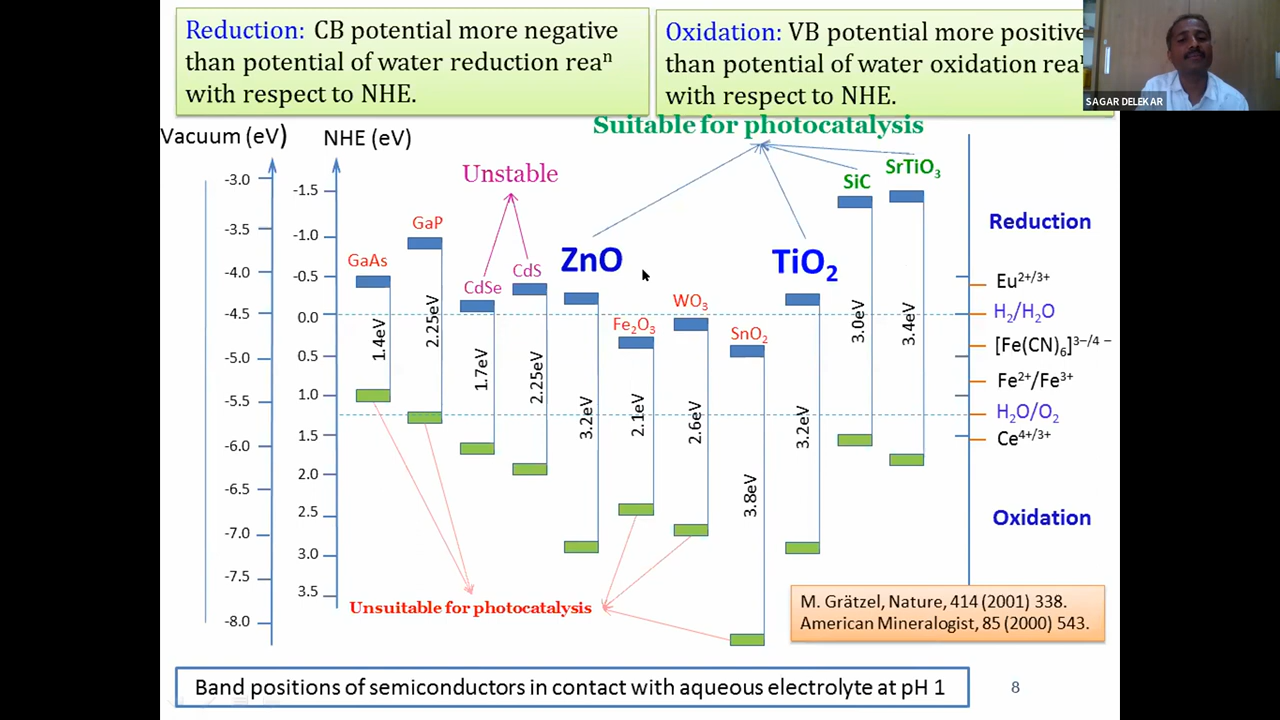 Reduction: CB potential more negative
than potential of water reduction reaⁿ
with respect to NHE.
Oxidation: VB potential more positive
than potential of water oxidation rea
with respect to NHE.
SAGAR DELEKAR
Suitable for photocatalysis
Vacuum (eV)
NHE (eV)
Unstable
-3.0
-3.5
-4.0
-4.5
-5.0
-5.5
-6.0
-6.5
-7.0
-7.5
-8.0
-1.5
-1.0
-0.5
0.0
0.5
1.0
1.5
2.0
2.5
3.0
3.5
GaAs
1.4eV
GaP
2.25eV
CdSe
1.7eV
CdS
2.25eV
ZnO
3.2eV
Fe₂O₃
2.1eV
WO₃
2.6eV
SnO₂
3.8eV
TiO₂
3.2eV
SiC
3.0eV
SrTiO₃
3.4eV
Reduction
Eu²⁺/³⁺
H₂/H₂O
[Fe(CN)₆]³⁻/⁴⁻
Fe²⁺/Fe³⁺
H₂O/O₂
Ce⁴⁺/³⁺
Oxidation
Unsuitable for photocatalysis
M. Grätzel, Nature, 414 (2001) 338.
American Mineralogist, 85 (2000) 543.
Band positions of semiconductors in contact with aqueous electrolyte at pH 1
8